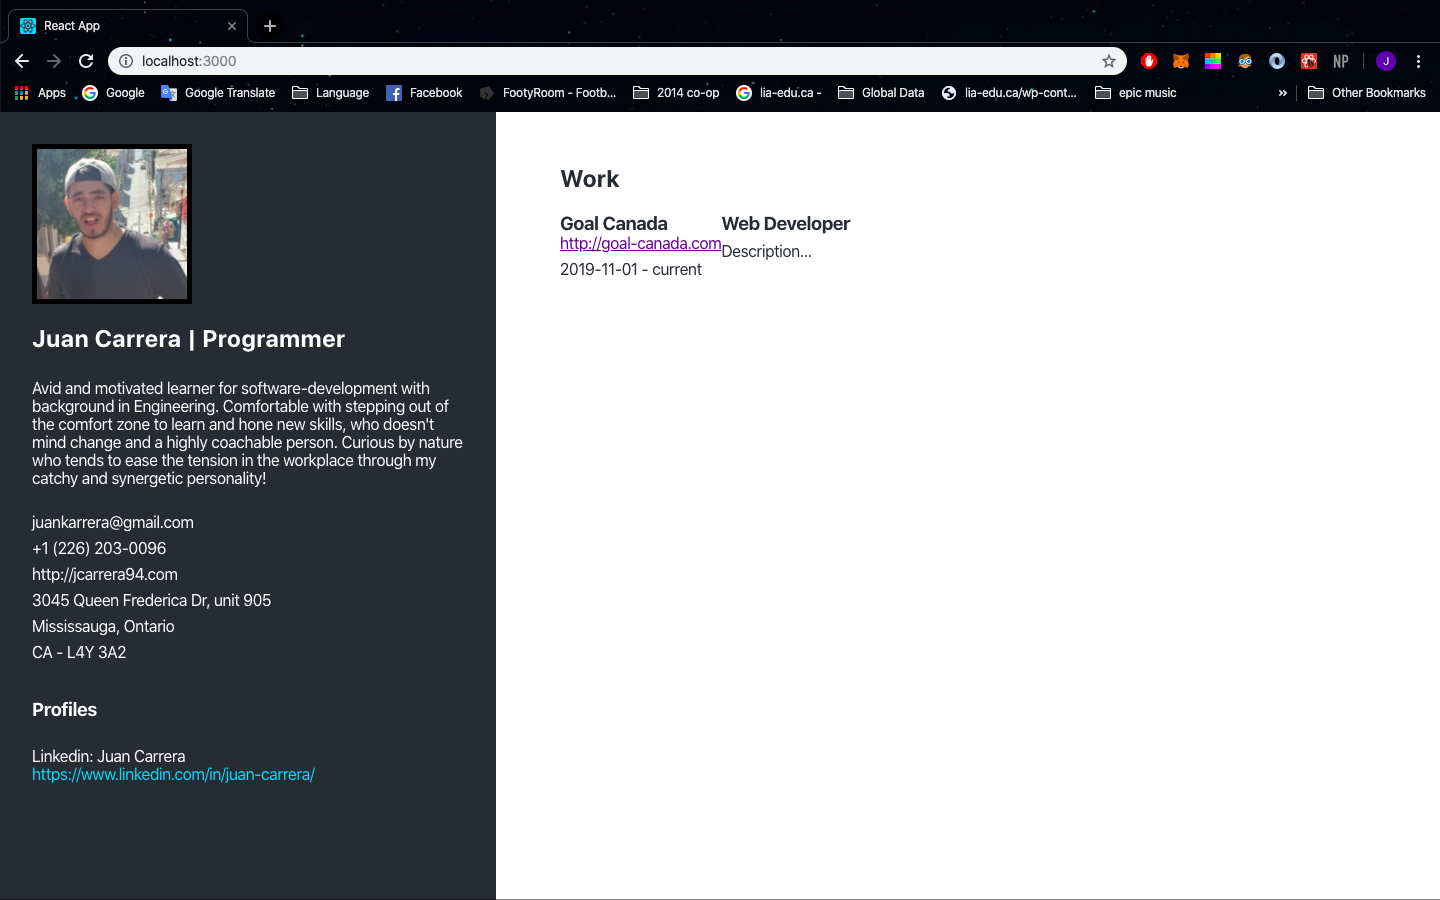 React App
localhost:3000
NP
J
Apps
Google
Google Translate
Language
Facebook
FootyRoom - Footb...
2014 co-op
lia-edu.ca -
Global Data
lia-edu.ca/wp-cont...
epic music
»
Other Bookmarks
Juan Carrera | Programmer
Avid and motivated learner for software-development with
background in Engineering. Comfortable with stepping out of
the comfort zone to learn and hone new skills, who doesn't
mind change and a highly coachable person. Curious by nature
who tends to ease the tension in the workplace through my
catchy and synergetic personality!
juankarrera@gmail.com
+1 (226) 203-0096
http://jcarrera94.com
3045 Queen Frederica Dr, unit 905
Mississauga, Ontario
CA - L4Y 3A2
Profiles
Linkedin: Juan Carrera
https://www.linkedin.com/in/juan-carrera/
Work
Goal Canada
http://goal-canada.com
2019-11-01 - current
Web Developer
Description...